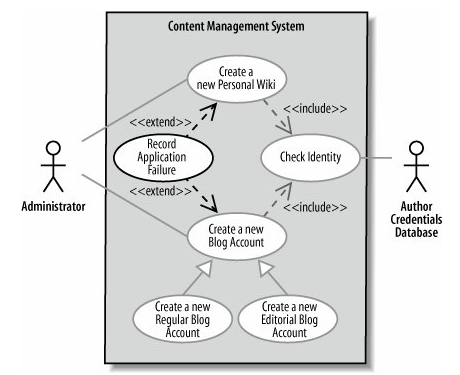 Content Management System
Create a
new Personal Wiki
<<extend>>
<<include>>
Record
Application
Failure
Check Identity
<<extend>>
<<include>>
Administrator
Author
Credentials
Database
Create a new
Blog Account
Create a new
Regular Blog
Account
Create a new
Editorial Blog
Account